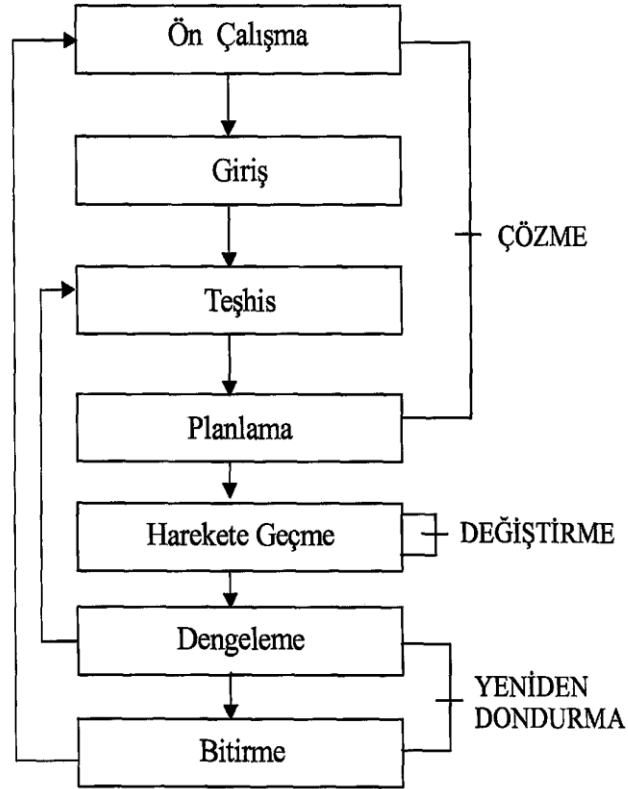 Ön Çalışma
Giriş
ÇÖZME
Teşhis
Planlama
Harekete Geçme
DEĞİŞTİRME
Dengeleme
YENİDEN
DONDURMA
Bitirme